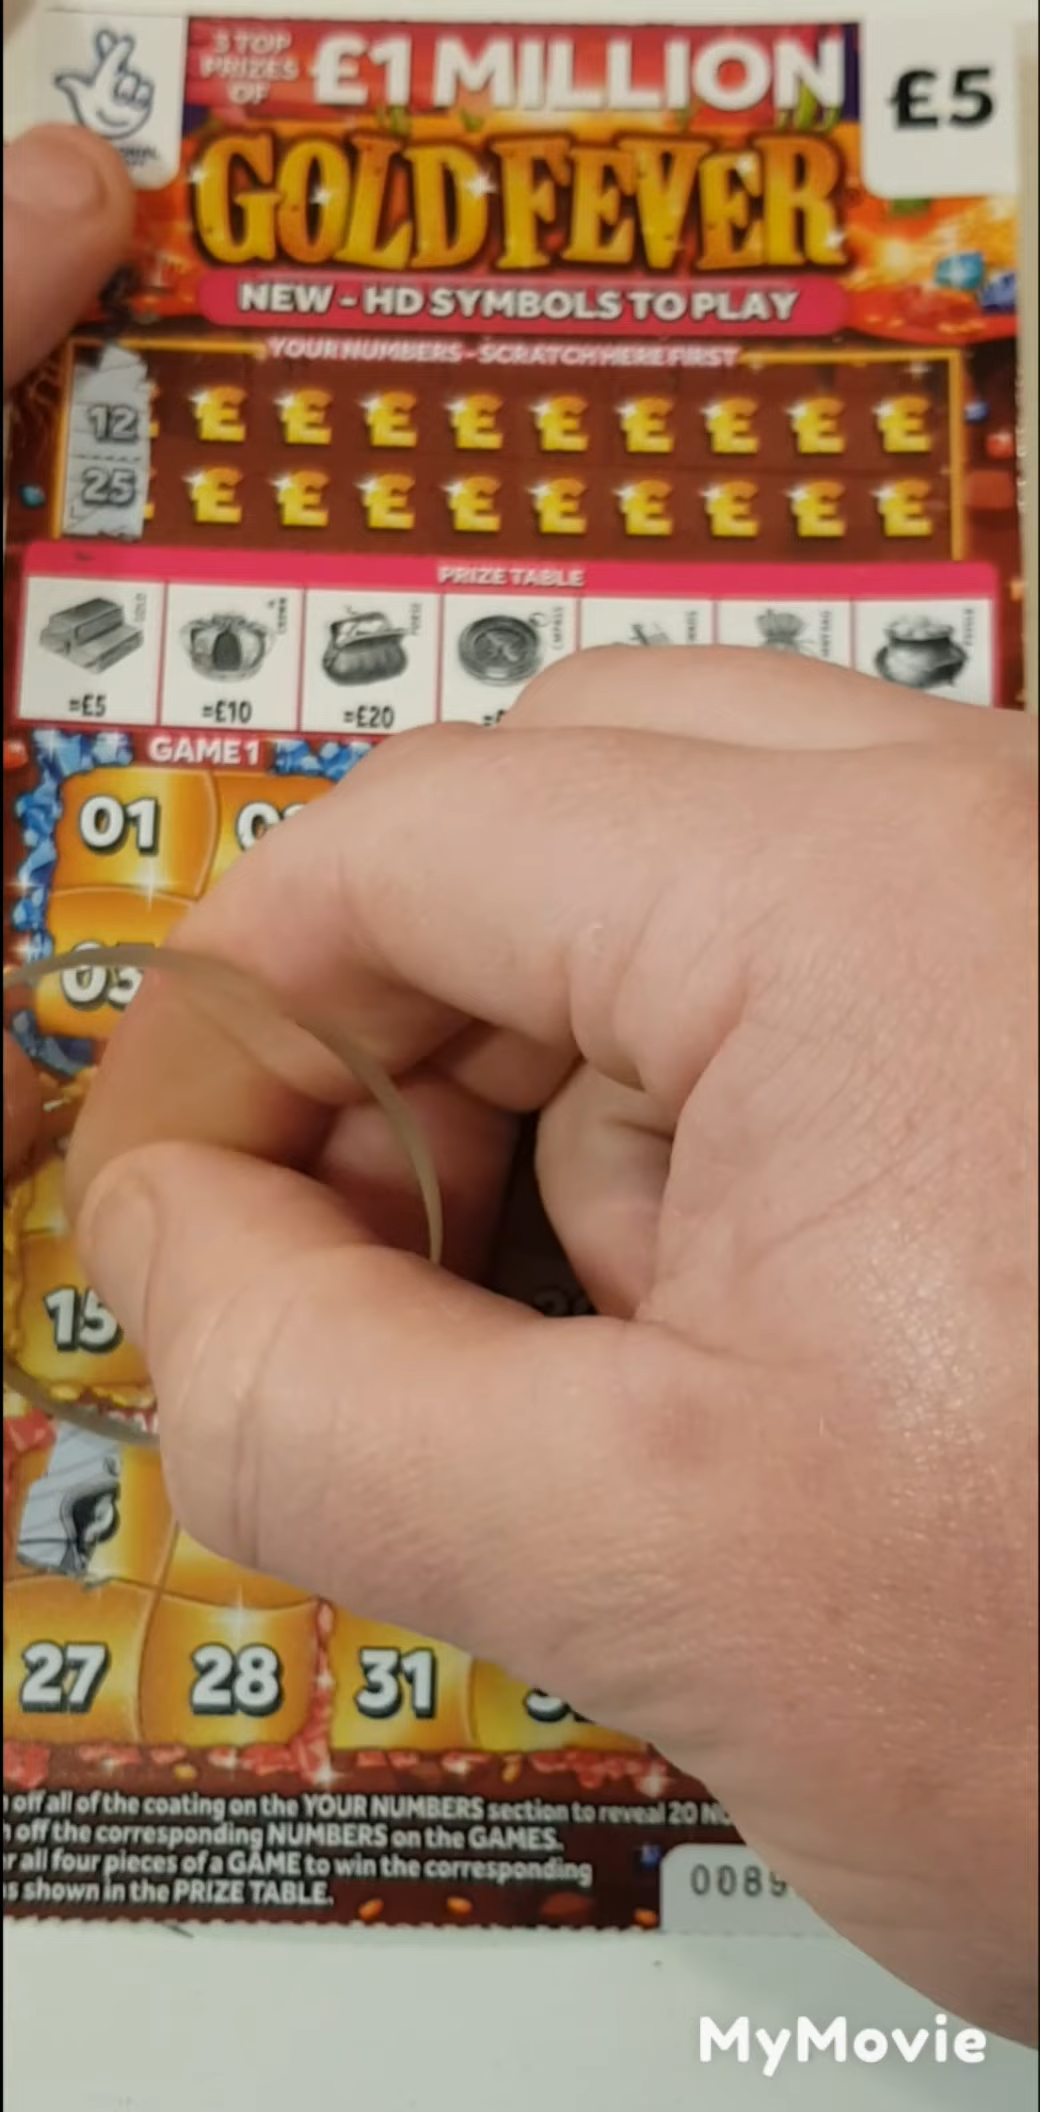 3 TOP PRIZES OF
£1 MILLION
£5
GOLD FEVER
NEW - HD SYMBOLS TO PLAY
YOUR NUMBERS - SCRATCH HERE FIRST
12 £ £ £ £ £ £ £ £ £
25 £ £ £ £ £ £ £ £ £
PRIZE TABLE
GOLD
=£5
=£10
=£20
GAME 1
01
15
27 28 31
off all of the coating on the YOUR NUMBERS section to reveal 20
off the corresponding NUMBERS on the GAMES.
all four pieces of a GAME to win the corresponding
shown in the PRIZE TABLE.
0089
MyMovie